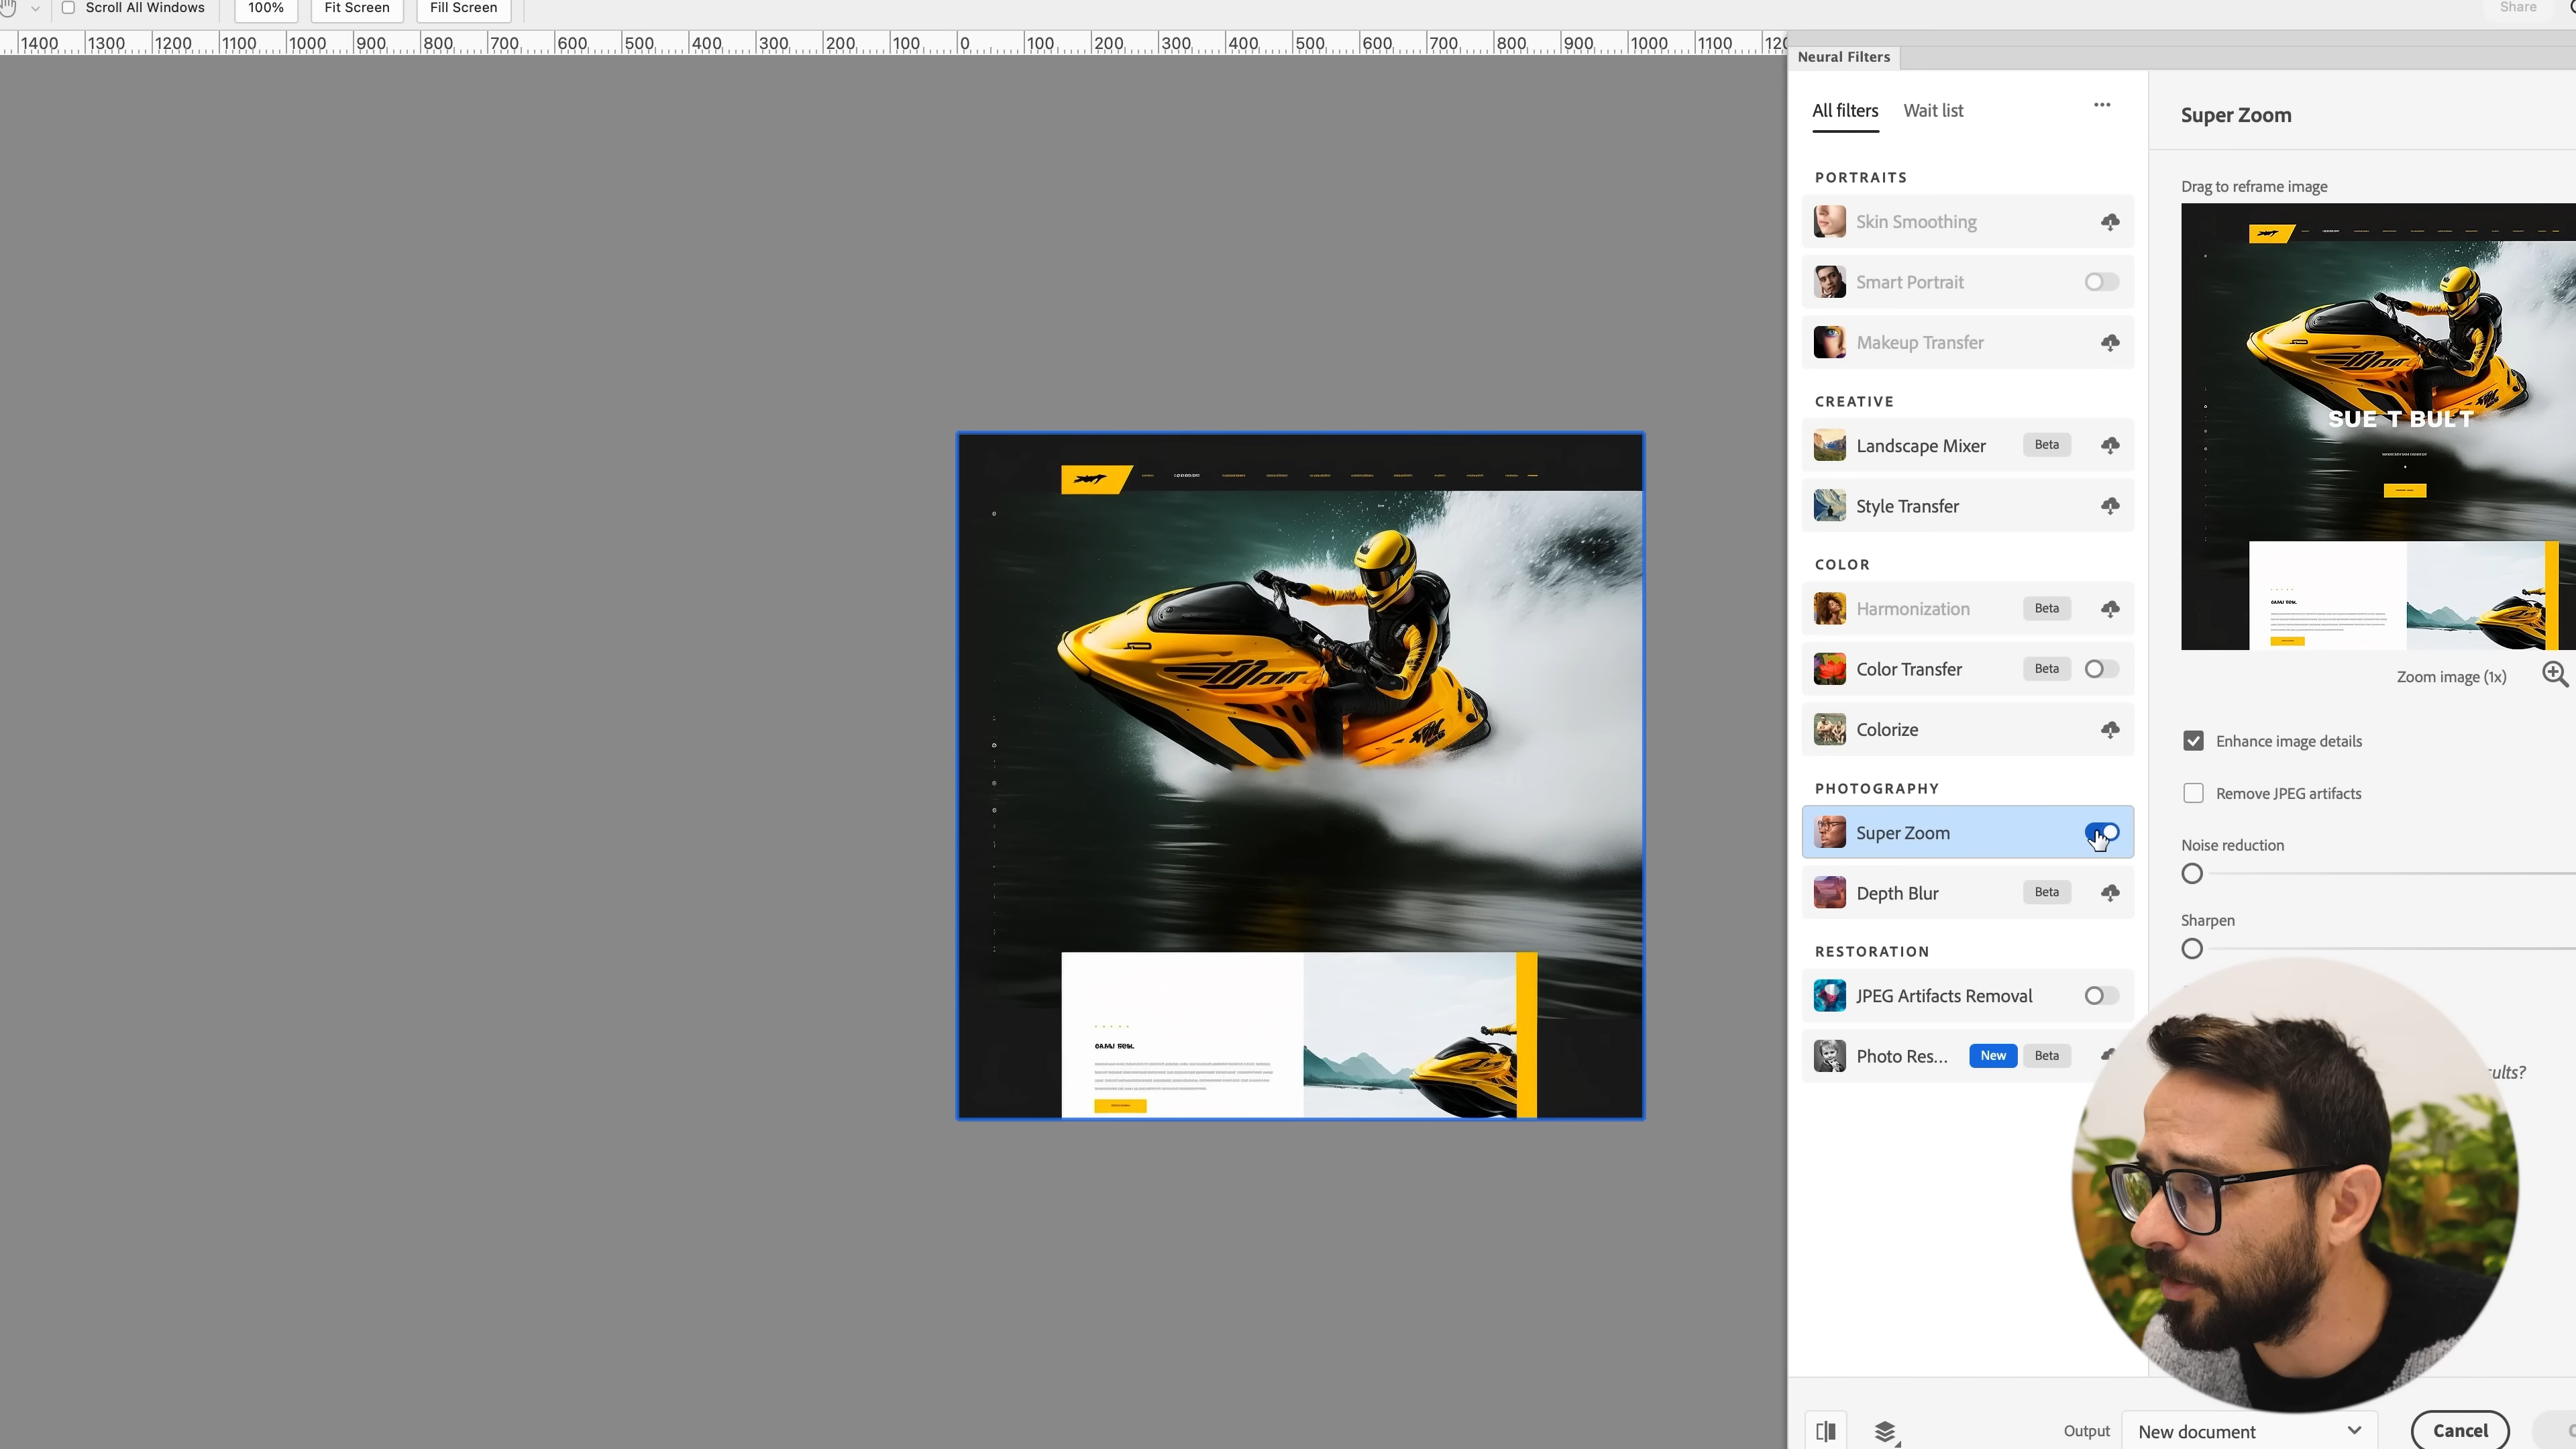 Scroll All Windows
100%
Fit Screen
Fill Screen
Share
1400 1300 1200 1100 1000 900 800 700 600 500 400 300 200 100 0 100 200 300 400 500 600 700 800 900 1000 1100
Neural Filters
All filters
Wait list
PORTRAITS
Skin Smoothing
Smart Portrait
Makeup Transfer
CREATIVE
Landscape Mixer Beta
Style Transfer
COLOR
Harmonization Beta
Color Transfer Beta
Colorize
PHOTOGRAPHY
Super Zoom
Depth Blur Beta
RESTORATION
JPEG Artifacts Removal
Photo Res... New Beta
Super Zoom
Drag to reframe image
SUE T BULT
Zoom image (1x)
Enhance image details
Remove JPEG artifacts
Noise reduction
Sharpen
Output
New document
Cancel